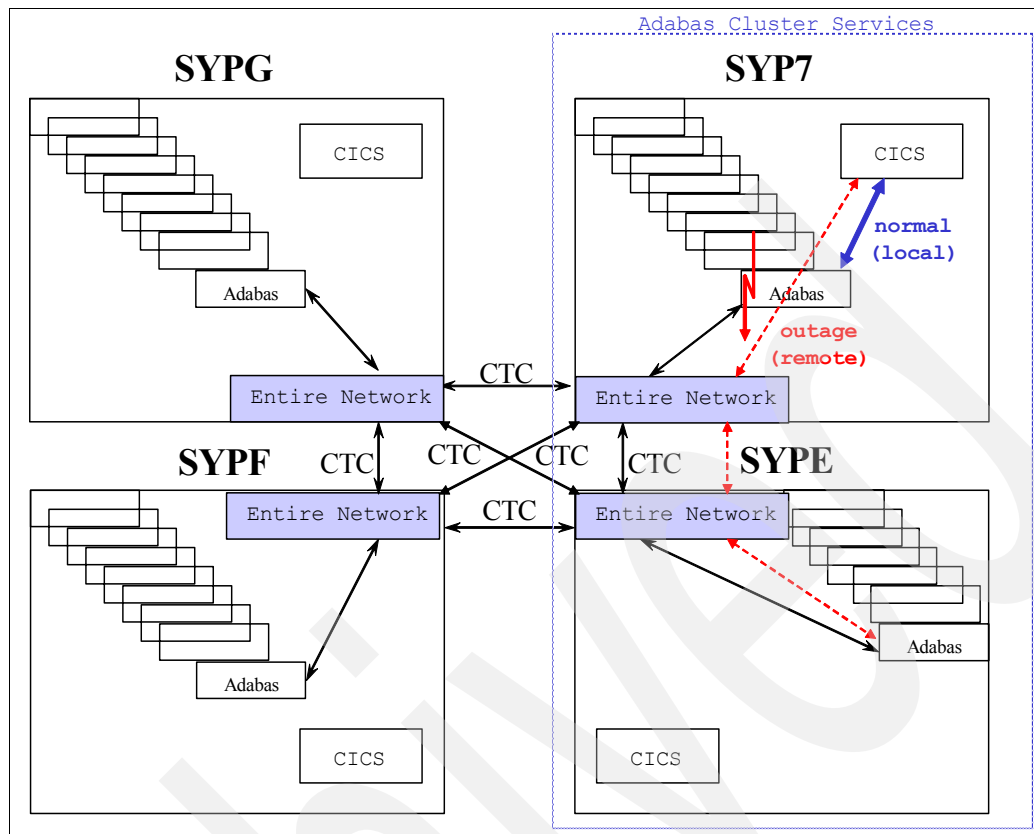 Adabas Cluster Services
SYPG
SYP7
CICS
CICS
normal
(local)
Adabas
Adabas
outage
(remote)
CTC
Entire Network
Entire Network
CTC
CTC
CTC
CTC
SYPF
SYPE
Entire Network
CTC
Entire Network
Adabas
Adabas
CICS
CICS